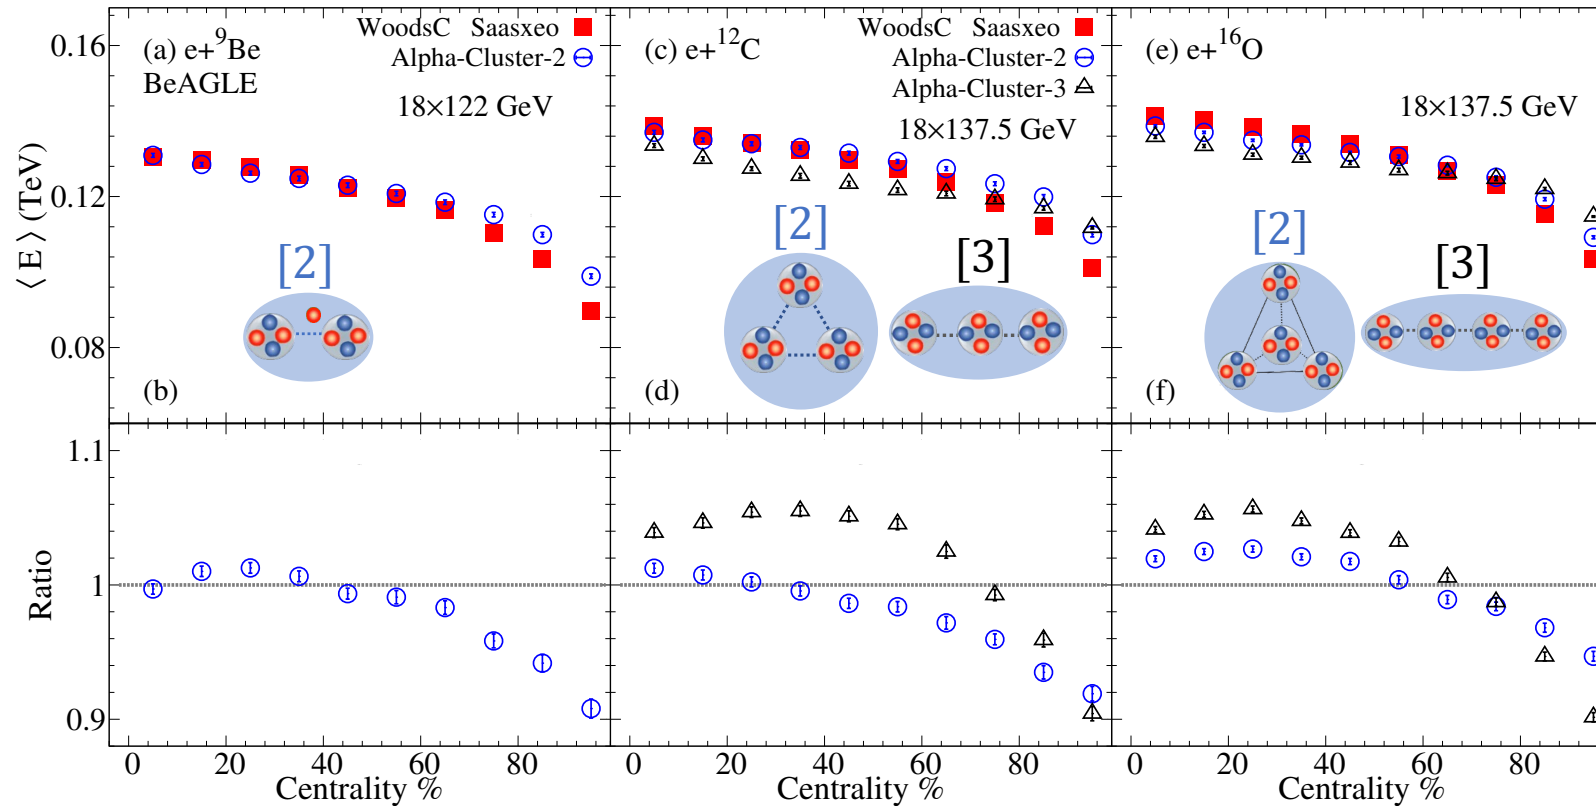 0.16
0.12
0.08
⟨ E ⟩ (TeV)
(a) e+⁹Be
BeAGLE
WoodsC Saasxeo
Alpha-Cluster-2
18×122 GeV
[2]
(b)
(c) e+¹²C
WoodsC Saasxeo
Alpha-Cluster-2
Alpha-Cluster-3
18×137.5 GeV
[2]
[3]
(d)
(e) e+¹⁶O
18×137.5 GeV
[2]
[3]
(f)
1.1
1
0.9
Ratio
0 20 40 60 80
0 20 40 60 80
0 20 40 60 80
Centrality %
Centrality %
Centrality %